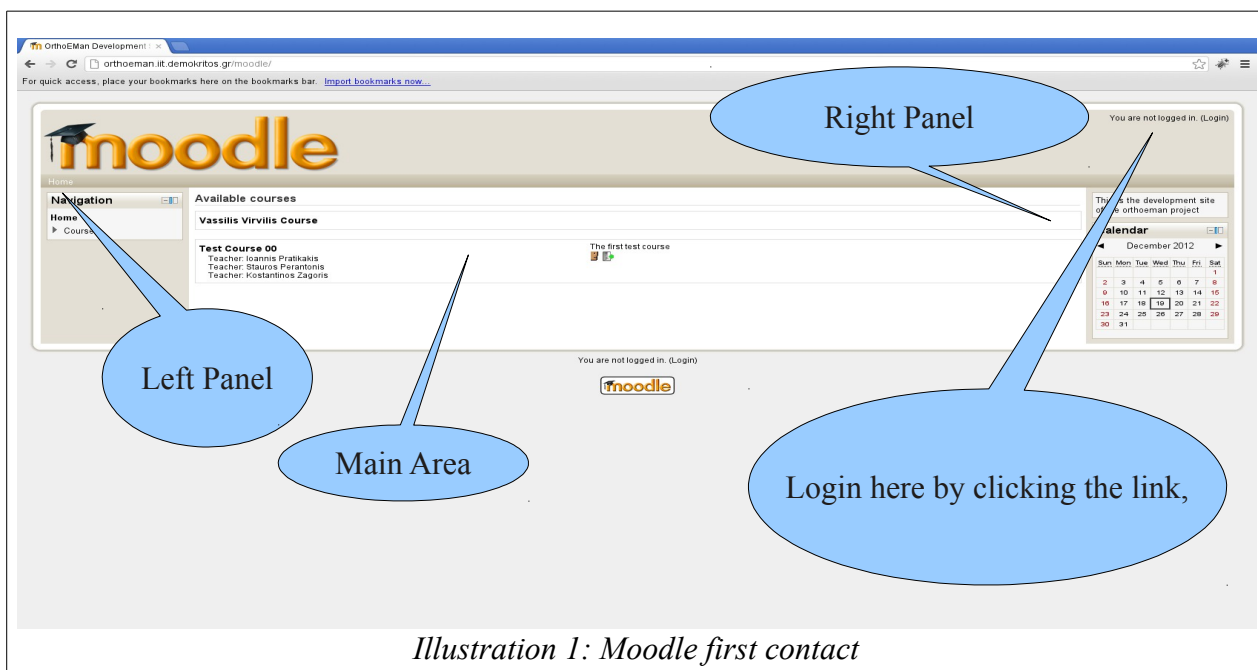 OrthoEMan Development
orthoeman.iit.demokritos.gr/moodle/
For quick access, place your bookmarks here on the bookmarks bar. Import bookmarks now...
moodle
You are not logged in. (Login)
Right Panel
Home
Navigation
Home
Available courses
Vassilis Virvilis Course
Test Course 00
Teacher: Ioannis Pratikakis
Teacher: Stauros Perantonis
Teacher: Kostantinos Zagoris
The first test course
the development site
orthoeman project
December 2012
Sun Mon Tue Wed Thu Fri Sat
1
2 3 4 5 6 7 8
9 10 11 12 13 14 15
16 17 18 19 20 21 22
23 24 25 26 27 28 29
30 31
You are not logged in. (Login)
moodle
Left Panel
Main Area
Login here by clicking the link,
Illustration 1: Moodle first contact